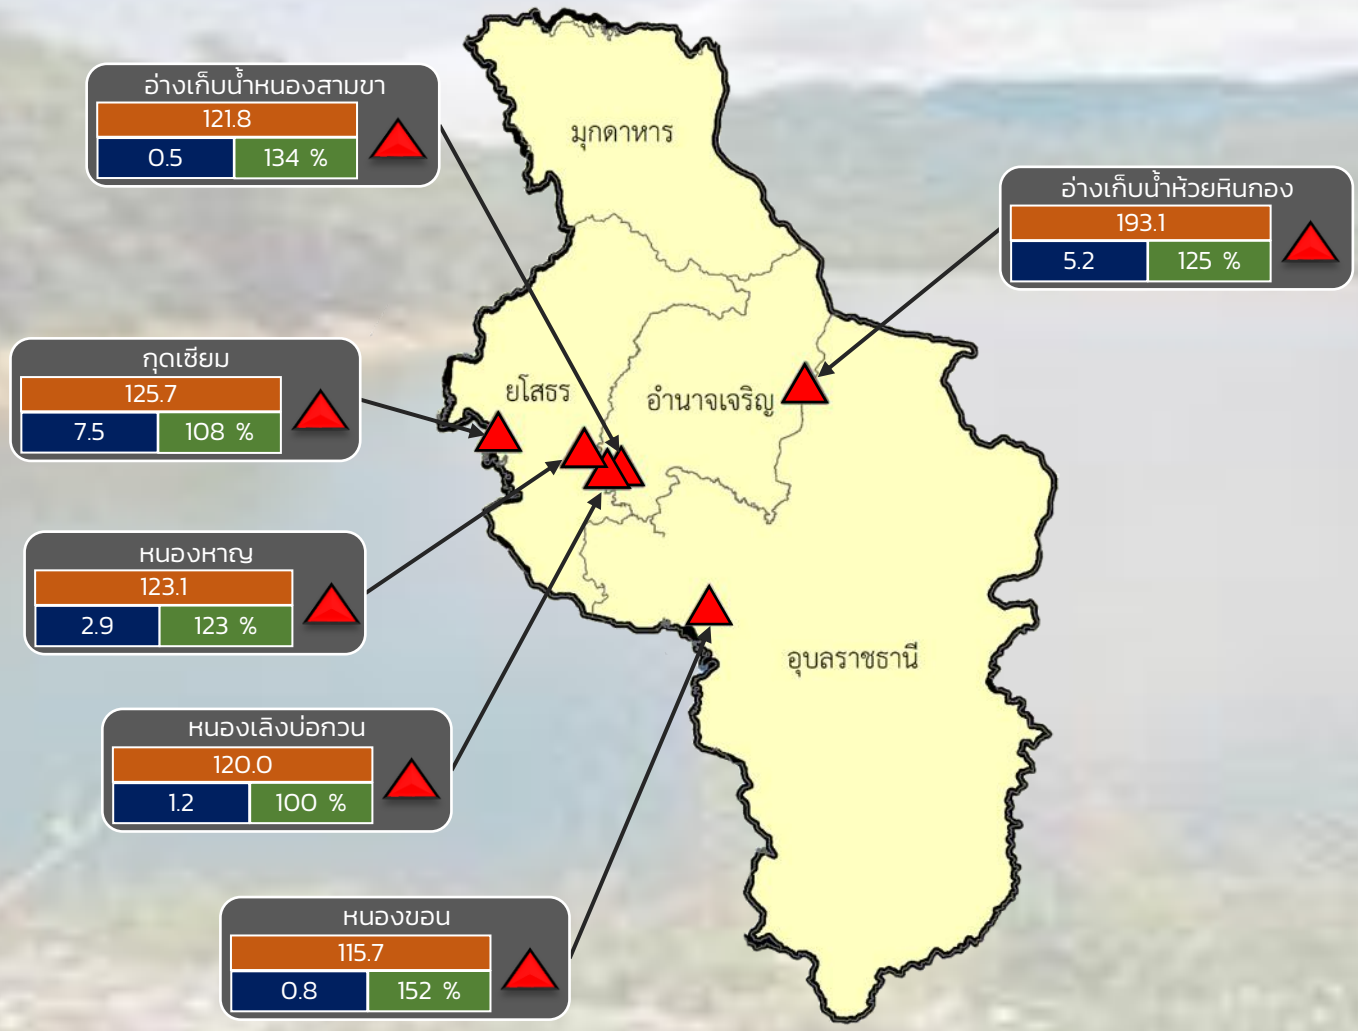 อ่างเก็บน้ำหนองสามขา
121.8
0.5 134 %
มุกดาหาร
อ่างเก็บน้ำห้วยหินกอง
193.1
5.2 125 %
กุดเซียม
125.7
7.5 108 %
ยโสธร
อำนาจเจริญ
หนองหาญ
123.1
2.9 123 %
อุบลราชธานี
หนองเลิงบ่อกวน
120.0
1.2 100 %
หนองขอน
115.7
0.8 152 %